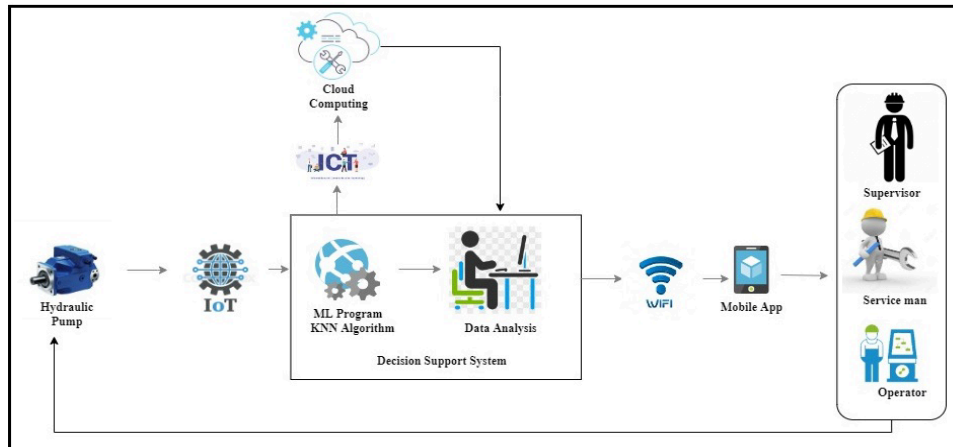 Cloud
Computing
ICT
Supervisor
Hydraulic
Pump
IoT
ML Program
KNN Algorithm
Data Analysis
Decision Support System
WiFi
Mobile App
Service man
Operator